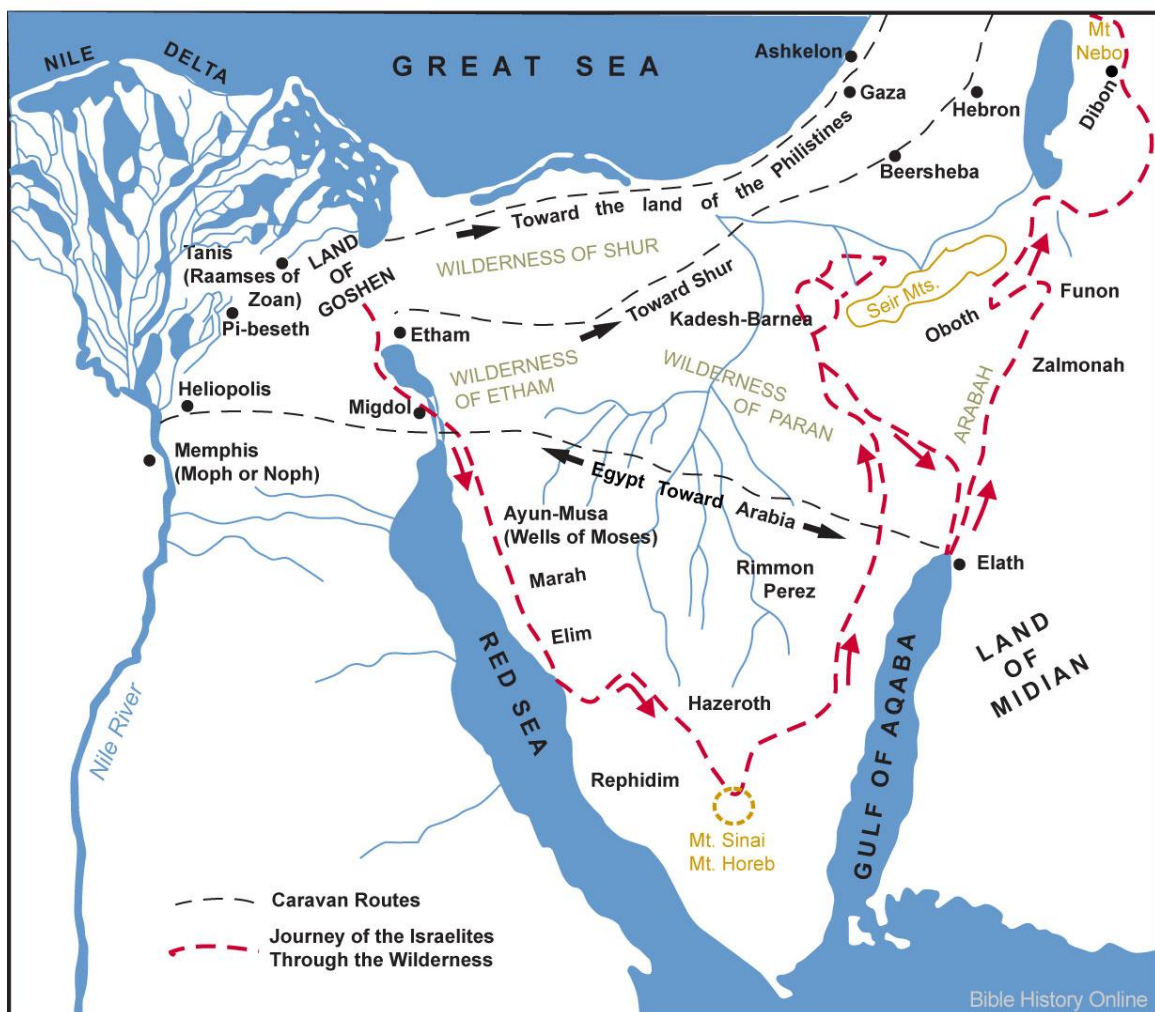 NILE DELTA
GREAT SEA
Ashkelon
Gaza
Hebron
Beersheba
Mt
Nebo
Dibon
Toward the land of the Philistines
WILDERNESS OF SHUR
Toward Shur
Tanis
(Raamses of
Zoan)
Pi-beseth
LAND
OF
GOSHEN
Etham
Kadesh-Barnea
Seir Mts.
Oboth
Funon
Zalmonah
WILDERNESS
OF ETHAM
WILDERNESS
OF PARAN
ARABAH
Heliopolis
Migdol
Memphis
(Moph or Noph)
Egypt Toward Arabia
Ayun-Musa
(Wells of Moses)
Marah
Elim
Rimmon
Perez
Elath
LAND
OF
MIDIAN
RED SEA
Hazeroth
Nile River
Rephidim
GULF OF AQABA
Mt. Sinai
Mt. Horeb
Caravan Routes
Journey of the Israelites
Through the Wilderness
Bible History Online